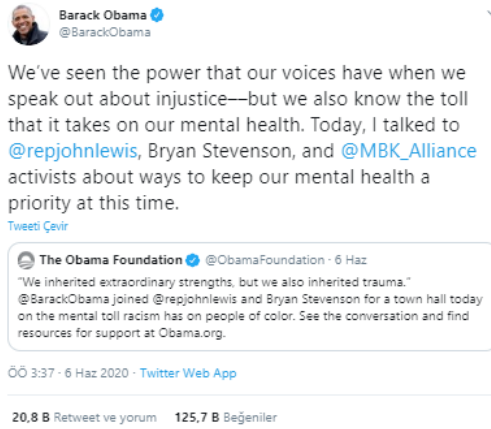 Barack Obama
@BarackObama
We've seen the power that our voices have when we
speak out about injustice—but we also know the toll
that it takes on our mental health. Today, I talked to
@repjohnlewis, Bryan Stevenson, and @MBK_Alliance
activists about ways to keep our mental health a
priority at this time.
Tweeti Çevir
The Obama Foundation @ObamaFoundation · 6 Haz
"We inherited extraordinary strengths, but we also inherited trauma."
@BarackObama joined @repjohnlewis and Bryan Stevenson for a town hall today
on the mental toll racism has on people of color. See the conversation and find
resources for support at Obama.org.
ÖÖ 3:37 · 6 Haz 2020 · Twitter Web App
20,8 B Retweet ve yorum 125,7 B Beğeniler